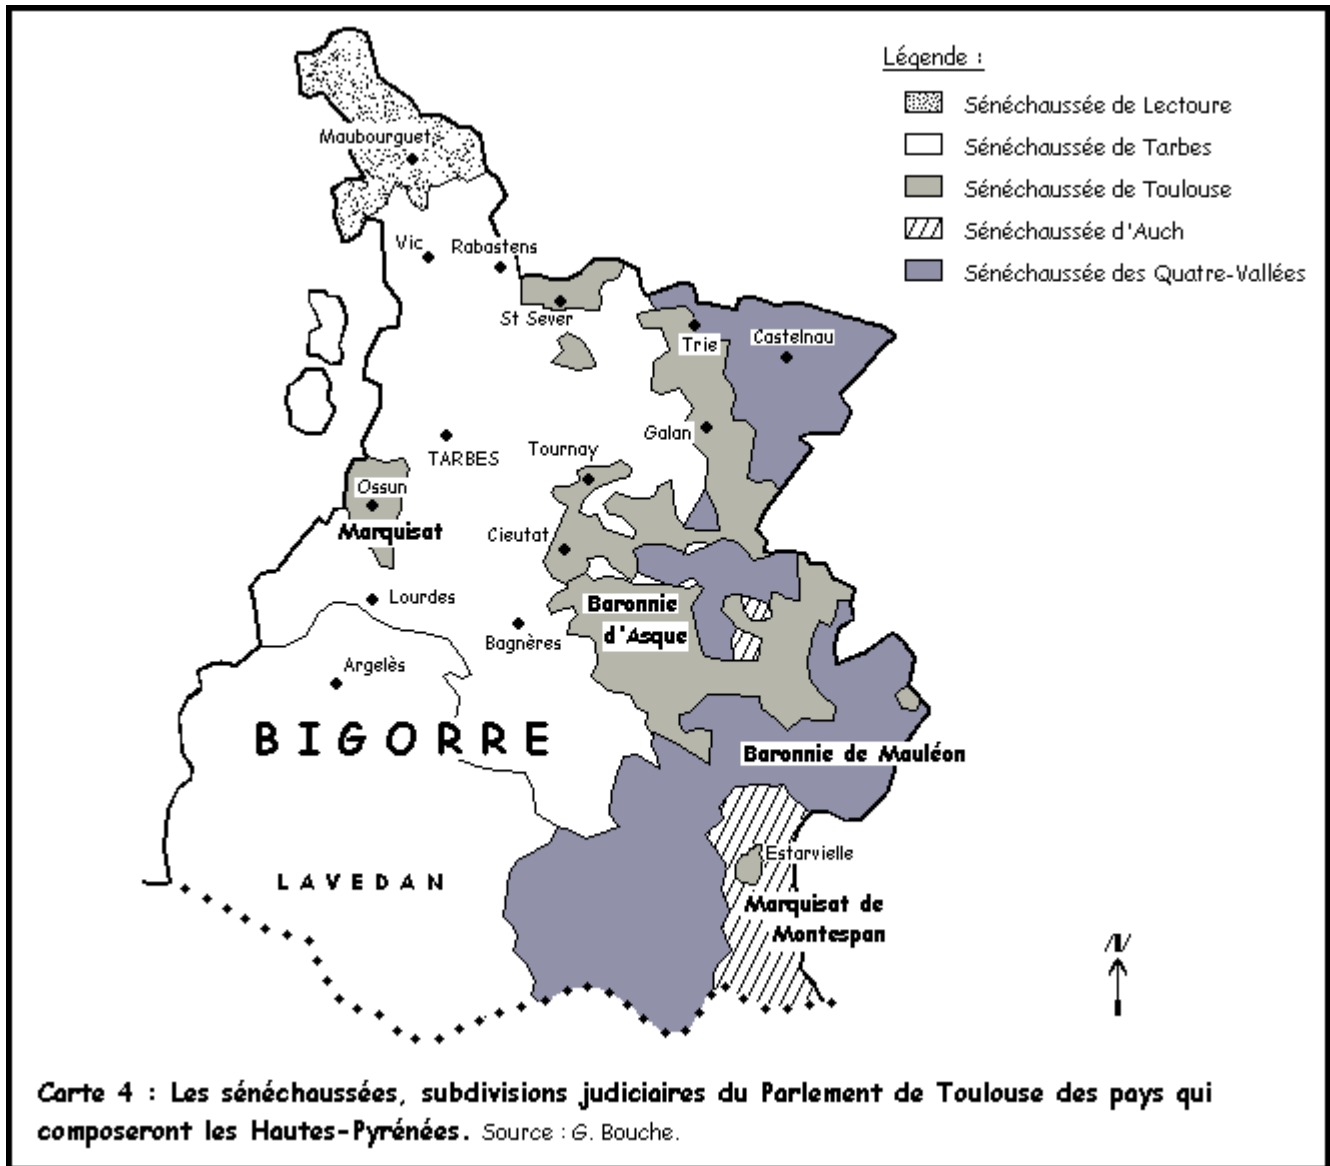 Légende :
Sénéchaussée de Lectoure
Sénéchaussée de Tarbes
Sénéchaussée de Toulouse
Sénéchaussée d'Auch
Sénéchaussée des Quatre-Vallées
Maubourguet
Vic
Rabastens
St Sever
Trie
Castelnau
Galan
TARBES
Tournay
Ossun
Marquisat
Cieutat
Lourdes
Baronnie
d'Asque
Bagnères
Argelès
BIGORRE
Baronnie de Mauléon
Estarvielle
LAVEDAN
Marquisat de
Montespan
N
Carte 4 : Les sénéchaussées, subdivisions judiciaires du Parlement de Toulouse des pays qui
composeront les Hautes-Pyrénées. Source : G. Bouche.